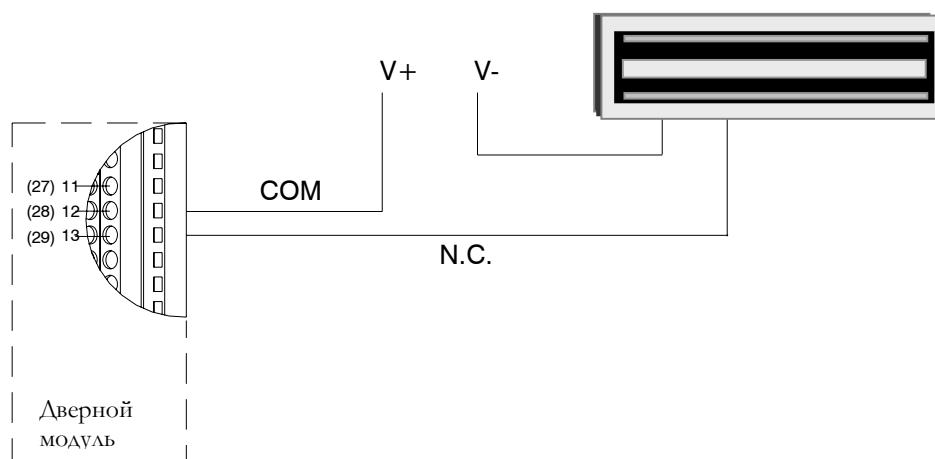 V+ V-
(27) 11
(28) 12
(29) 13
COM
N.C.
Дверной
модуль